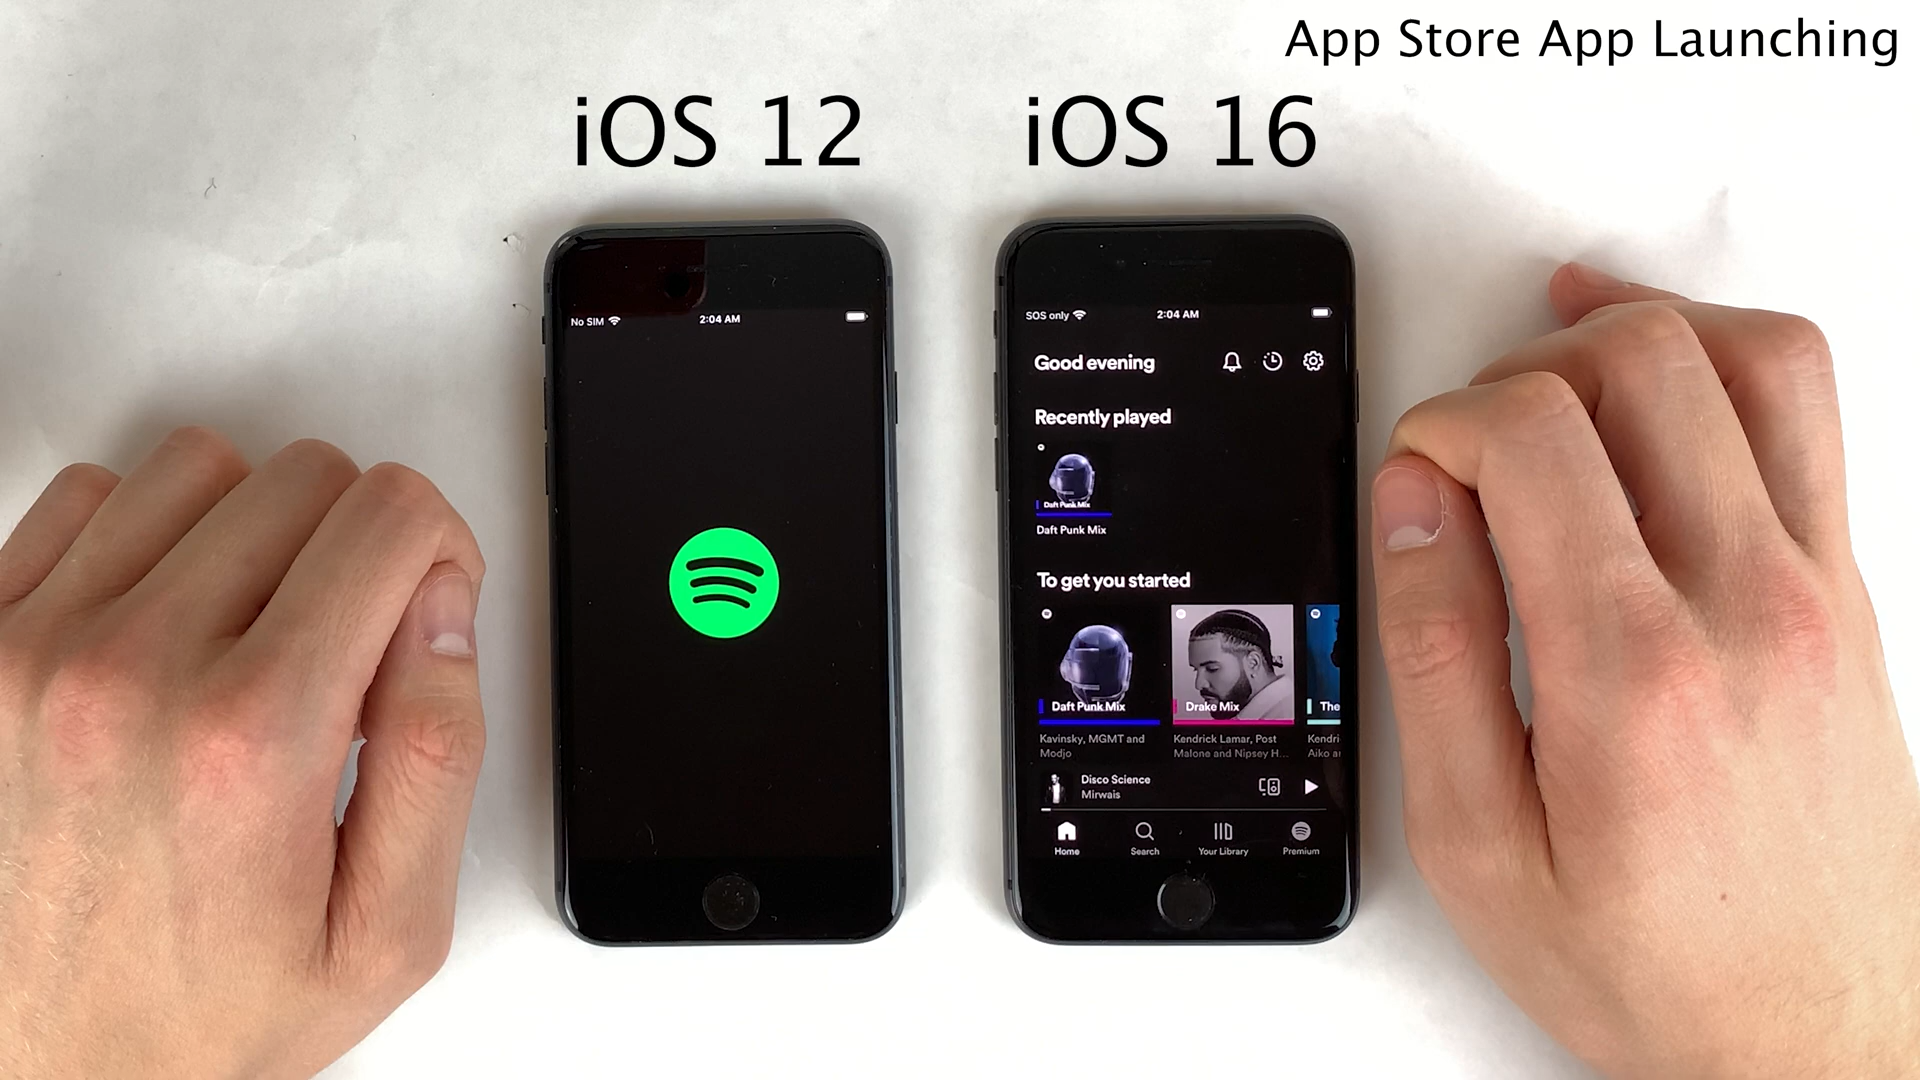 App Store App Launching
iOS 12
iOS 16
No SIM
2:04 AM
SOS only
2:04 AM
Good evening
Recently played
Daft Punk Mix
Daft Punk Mix
To get you started
Daft Punk Mix
Drake Mix
The
Kavinsky, MGMT and
Modjo
Kendrick Lamar, Post
Malone and Nipsey H...
Kendri
Aiko a
Disco Science
Mirwais
Home
Search
Your Library
Premium